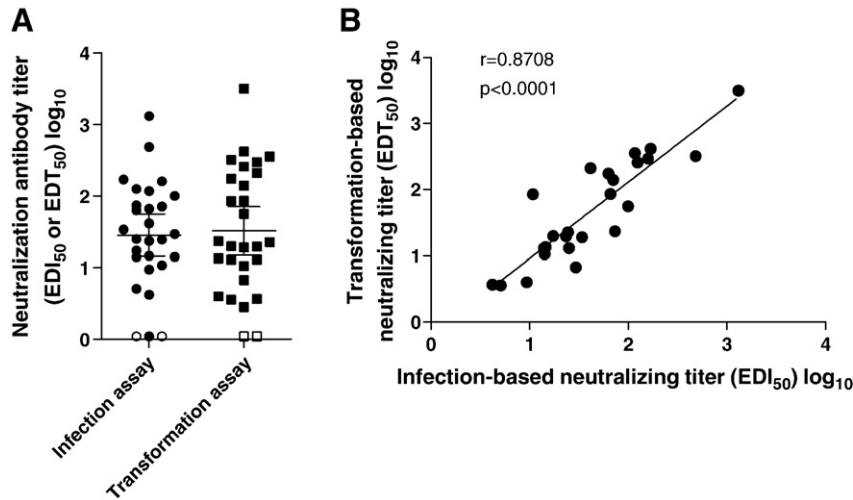 A
Neutralization antibody titer
(EDI50 or EDT50) log10
4
3
2
1
0
Infection assay
Transformation assay
B
Transformation-based
neutralizing titer (EDT50) log10
r=0.8708
p<0.0001
4
3
2
1
0
0 1 2 3 4
Infection-based neutralizing titer (EDI50) log10